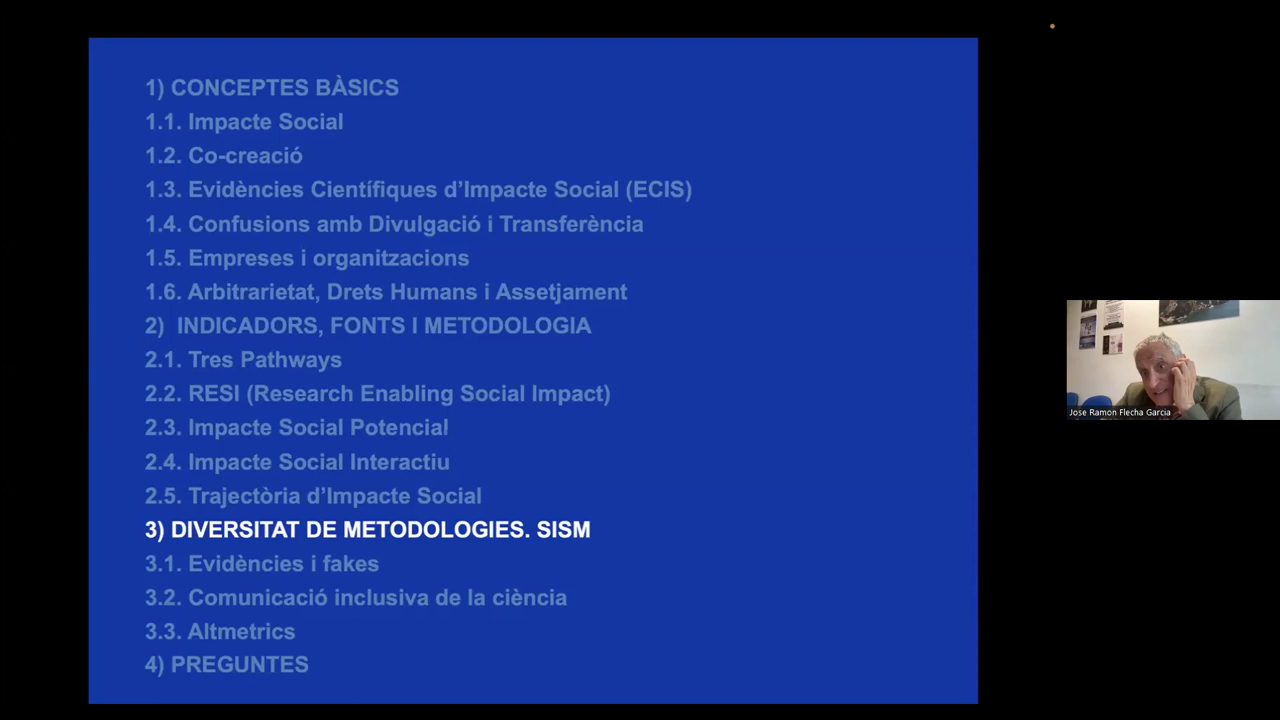 1) CONCEPTES BÀSICS
1.1. Impacte Social
1.2. Co-creació
1.3. Evidències Científiques d’Impacte Social (ECIS)
1.4. Confusions amb Divulgació i Transferència
1.5. Empreses i organitzacions
1.6. Arbitrarietat, Drets Humans i Assetjament
2) INDICADORS, FONTS I METODOLOGIA
2.1. Tres Pathways
2.2. RESI (Research Enabling Social Impact)
2.3. Impacte Social Potencial
2.4. Impacte Social Interactiu
2.5. Trajectòria d’Impacte Social
3) DIVERSITAT DE METODOLOGIES. SISM
3.1. Evidències i fakes
3.2. Comunicació inclusiva de la ciència
3.3. Altmetrics
4) PREGUNTES
Jose Ramon Flecha Garcia